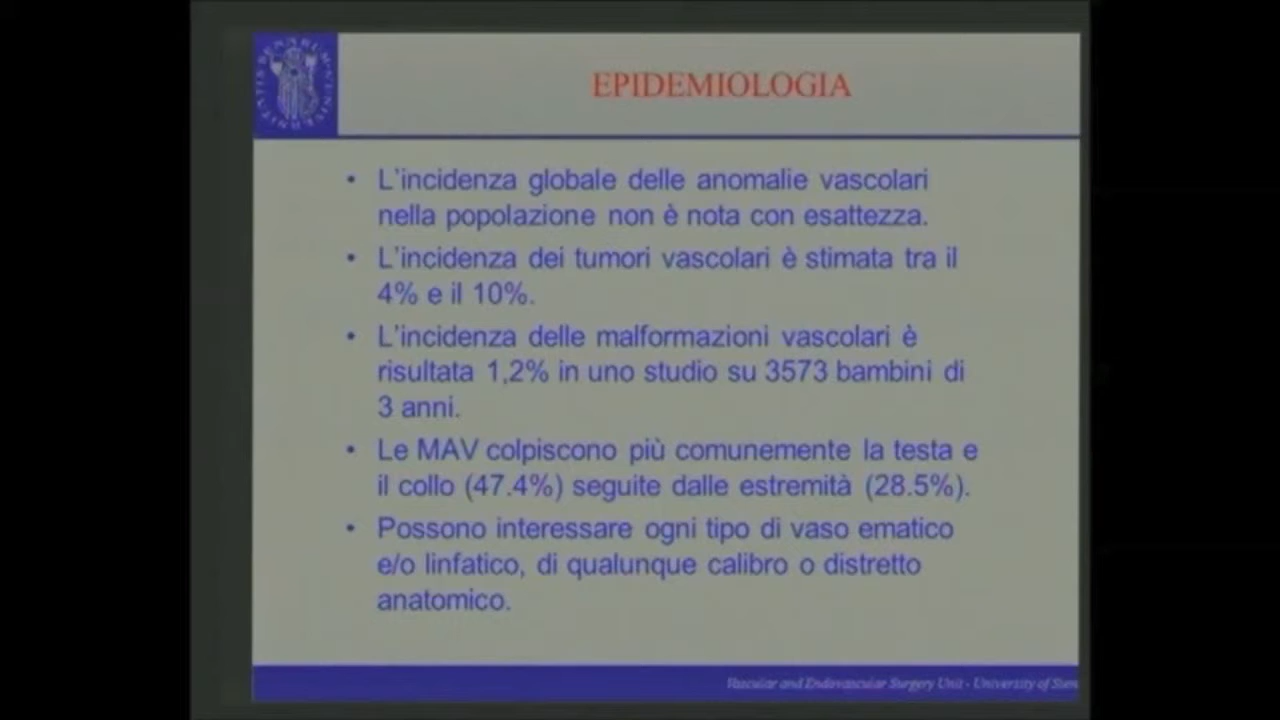 EPIDEMIOLOGIA
• L'incidenza globale delle anomalie vascolari
nella popolazione non è nota con esattezza.
• L'incidenza dei tumori vascolari è stimata tra il
4% e il 10%.
• L'incidenza delle malformazioni vascolari è
risultata 1,2% in uno studio su 3573 bambini di
3 anni.
• Le MAV colpiscono più comunemente la testa e
il collo (47.4%) seguite dalle estremità (28.5%).
• Possono interessare ogni tipo di vaso ematico
e/o linfatico, di qualunque calibro o distretto
anatomico.
Vascular and Endovascular Surgery Unit - University of